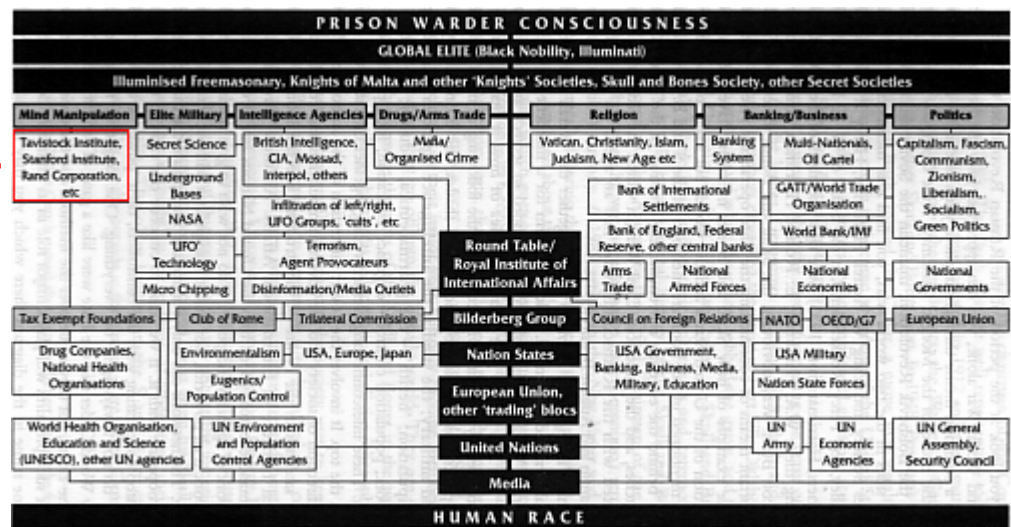 PRISON WARDER CONSCIOUSNESS
GLOBAL ELITE (Black Nobility, Illuminati)
Illuminised Freemasonary, Knights of Malta and other 'Knights' Societies, Skull and Bones Society, other Secret Societies
Mind Manipulation
Elite Military
Intelligence Agencies
Drugs/Arms Trade
Religion
Banking/Business
Politics
Tavistock Institute,
Stanford Institute,
Rand Corporation,
etc
Secret Science
Underground
Bases
NASA
'UFO'
Technology
Micro Chipping
British Intelligence,
CIA, Mossad,
Interpol, others
Infiltration of left/right,
UFO Groups, 'cults', etc
Terrorism,
Agent Provocateurs
Disinformation/Media Outlets
Mafia/
Organised Crime
Vatican, Christianity, Islam,
Judaism, New Age etc
Banking
System
Multi-Nationals,
Oil Cartel
Capitalism, Fascism,
Communism,
Zionism,
Liberalism,
Socialism,
Green Politics
Bank of International
Settlements
GATT/World Trade
Organisation
Bank of England, Federal
Reserve, other central banks
World Bank/IMF
Round Table/
Royal Institute of
International Affairs
Arms
Trade
National
Armed Forces
National
Economies
National
Governments
Tax Exempt Foundations
Club of Rome
Trilateral Commission
Bilderberg Group
Council on Foreign Relations
NATO
OECD/G7
European Union
Drug Companies,
National Health
Organisations
Environmentalism
USA, Europe, Japan
Nation States
USA Government,
Banking, Business, Media,
Military, Education
USA Military
Eugenics/
Population Control
European Union,
other 'trading' blocs
Nation State Forces
World Health Organisation,
Education and Science
(UNESCO), other UN agencies
UN Environment
and Population
Control Agencies
United Nations
UN
Army
UN
Economic
Agencies
UN General
Assembly,
Security Council
Media
HUMAN RACE